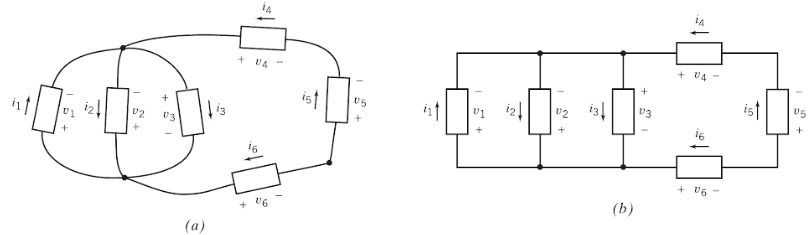 i4
+ v4 −
i1
−
v1
+
i2
−
v2
+
+
v3
−
i3
i5
−
v5
+
i6
+ v6 −
(a)
i4
+ v4 −
i1
−
v1
+
i2
−
v2
+
i3
+
v3
−
i5
−
v5
+
i6
+ v6 −
(b)